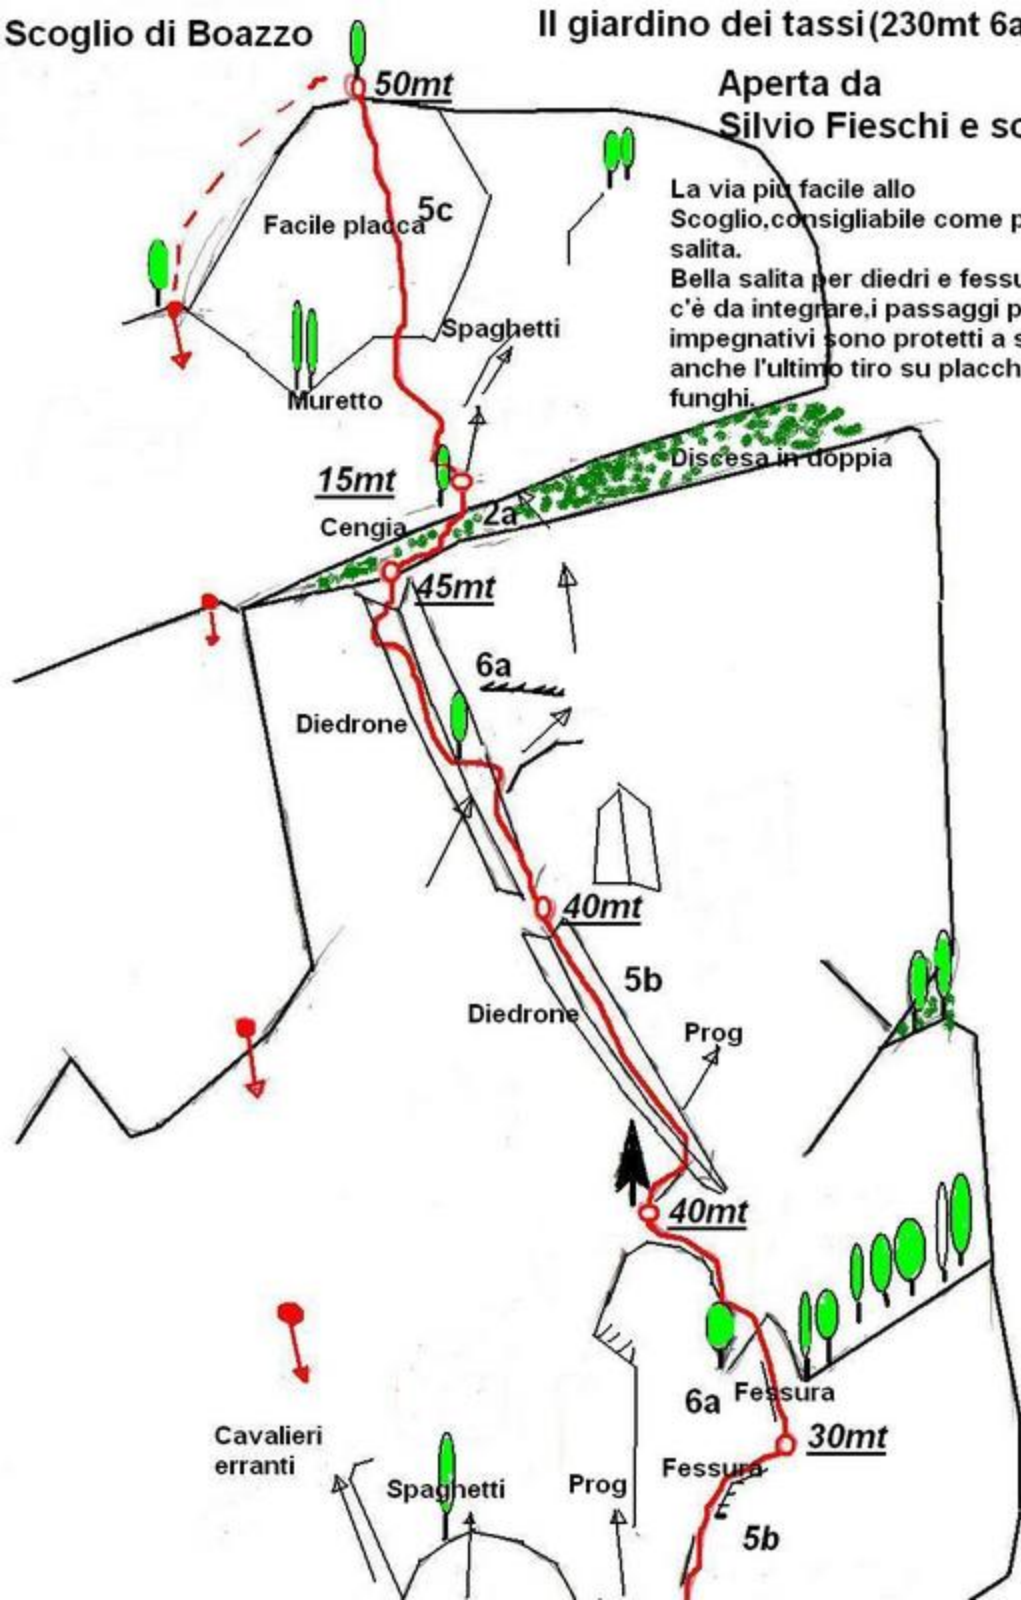 Scoglio di Boazzo
Il giardino dei tassi (230mt 6a
Aperta da
Silvio Fieschi e so
La via più facile allo
Scoglio,consigliabile come p
salita.
Bella salita per diedri e fessu
c'è da integrare,i passaggi p
impegnativi sono protetti a s
anche l'ultimo tiro su placch
funghi.
50mt
5c
Facile placca
Spaghetti
Muretto
15mt
Discesa in doppia
2a
Cengia
45mt
6a
Diedrone
40mt
5b
Diedrone
Prog
40mt
6a
Fessura
30mt
Cavalieri
erranti
Fessura
Spaghetti
Prog
5b